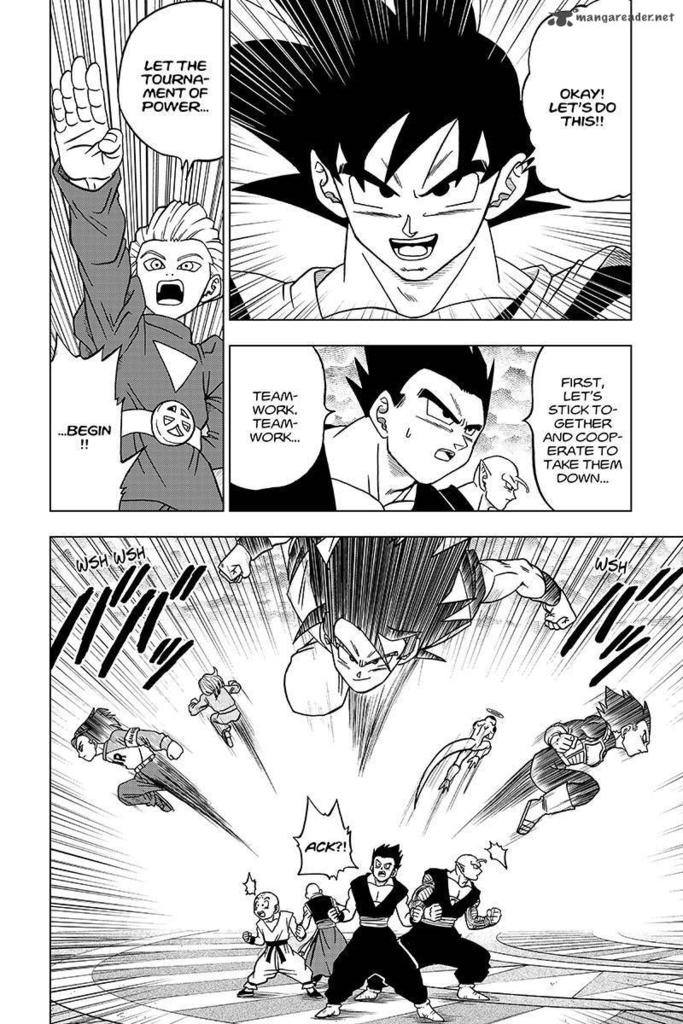 mangareader.net
OKAY!
LET'S DO
THIS!!
LET THE
TOURNA-
MENT OF
POWER...
...BEGIN
!!
FIRST,
LET'S
STICK TO-
GETHER
AND COOP-
ERATE TO
TAKE THEM
DOWN...
TEAM-
WORK.
TEAM-
WORK...
WSH WSH
WSH
ACK?!